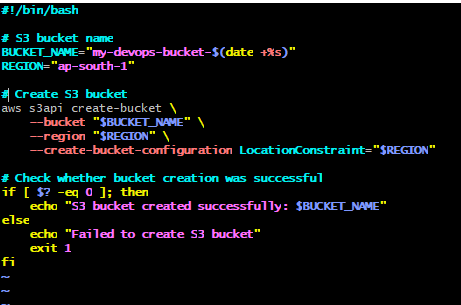 #!/bin/bash

# S3 bucket name
BUCKET_NAME="my-devops-bucket-$(date +%s)"
REGION="ap-south-1"

# Create S3 bucket
aws s3api create-bucket \
    --bucket "$BUCKET_NAME" \
    --region "$REGION" \
    --create-bucket-configuration LocationConstraint="$REGION"

# Check whether bucket creation was successful
if [ $? -eq 0 ]; then
    echo "S3 bucket created successfully: $BUCKET_NAME"
else
    echo "Failed to create S3 bucket"
    exit 1
fi
~
~
~